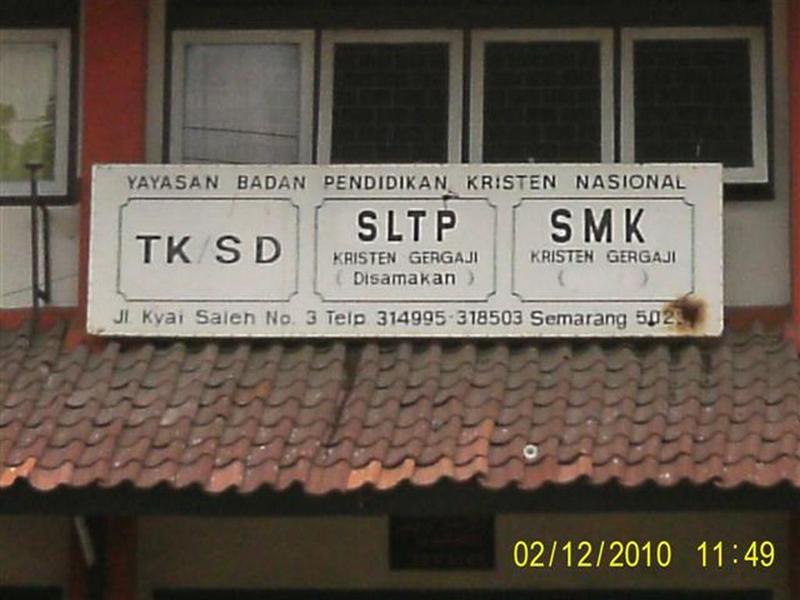 YAYASAN BADAN PENDIDIKAN KRISTEN NASIONAL
TK/SD
SLTP
KRISTEN GERGAJI
( Disamakan )
SMK
KRISTEN GERGAJI
( )
Jl. Kyai Saleh No. 3 Telp. 314995-318503 Semarang
02/12/2010 11:49